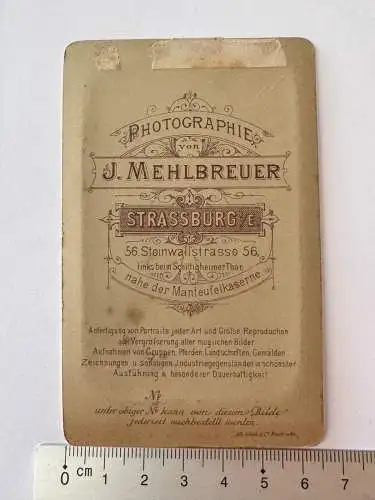 PHOTOGRAPHIE
von
J. MEHLBREUER
STRASSBURG i/E.
56 Steinwallstrasse 56,
links beim Schiltigheimer Thor,
nahe der Manteufelkaserne
Anfertigung von Portraits jeder Art und Größe, Reproduction
und Vergrößerung aller möglichen Bilder
Aufnahmen von Gruppen, Pferden, Landschaften, Gemälden
Zeichnungen u. sonstigen Industriegegenständen in schönster
Ausführung & besonderer Dauerhaftigkeit
No
unter obiger No kann von diesem Bilde
jederzeit nachbestellt werden.
0 cm 1 2 3 4 5 6 7